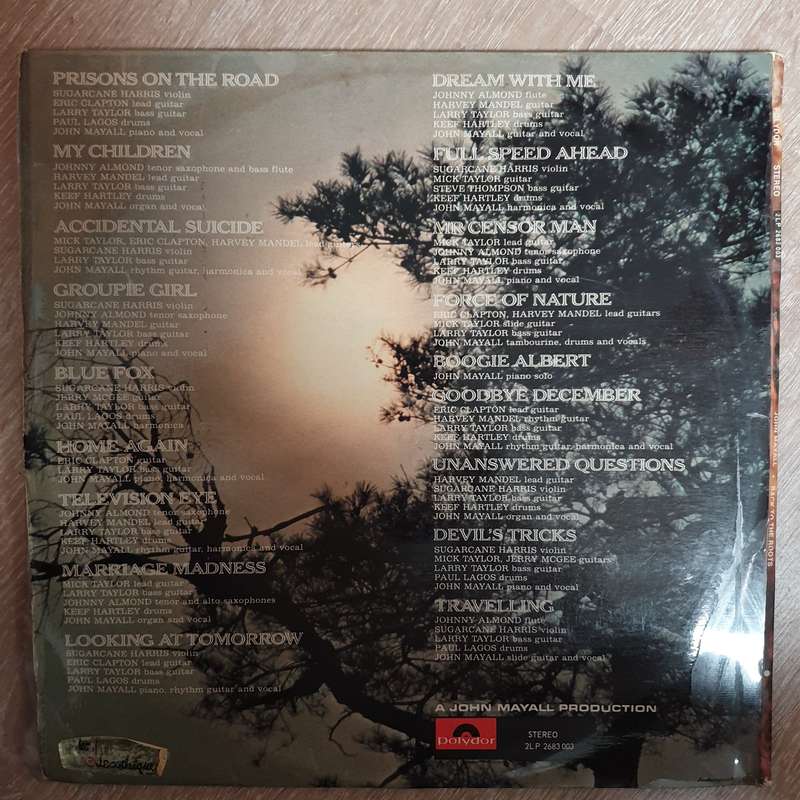 PRISONS ON THE ROAD
SUGARCANE HARRIS violin
ERIC CLAPTON lead guitar
LARRY TAYLOR bass guitar
PAUL LAGOS drums
JOHN MAYALL piano and vocal
MY CHILDREN
JOHNNY ALMOND tenor saxophone and bass flute
HARVEY MANDEL lead guitar
LARRY TAYLOR bass guitar
KEEF HARTLEY drums
JOHN MAYALL organ and vocal
ACCIDENTAL SUICIDE
MICK TAYLOR, ERIC CLAPTON, HARVEY MANDEL lead guitars
SUGARCANE HARRIS violin
LARRY TAYLOR bass guitar
JOHN MAYALL rhythm guitar, harmonica and vocal
GROUPIE GIRL
SUGARCANE HARRIS violin
JOHNNY ALMOND tenor saxophone
HARVEY MANDEL guitar
LARRY TAYLOR bass guitar
KEEF HARTLEY drums
JOHN MAYALL piano and vocal
BLUE FOX
SUGARCANE HARRIS violin
JERRY MCGEE guitar
LARRY TAYLOR bass guitar
PAUL LAGOS drums
JOHN MAYALL harmonica
HOME AGAIN
ERIC CLAPTON guitar
LARRY TAYLOR bass guitar
JOHN MAYALL piano, harmonica and vocal
TELEVISION EYE
JOHNNY ALMOND tenor saxophone
HARVEY MANDEL lead guitar
LARRY TAYLOR bass guitar
KEEF HARTLEY drums
JOHN MAYALL rhythm guitar, harmonica and vocal
MARRIAGE MADNESS
MICK TAYLOR lead guitar
LARRY TAYLOR bass guitar
JOHNNY ALMOND tenor and alto saxophones
KEEF HARTLEY drums
JOHN MAYALL organ and vocal
LOOKING AT TOMORROW
SUGARCANE HARRIS violin
ERIC CLAPTON lead guitar
LARRY TAYLOR bass guitar
PAUL LAGOS drums
JOHN MAYALL piano, rhythm guitar and vocal
DREAM WITH ME
JOHNNY ALMOND flute
HARVEY MANDEL guitar
LARRY TAYLOR bass guitar
KEEF HARTLEY drums
JOHN MAYALL guitar and vocal
FULL SPEED AHEAD
SUGARCANE HARRIS violin
MICK TAYLOR guitar
STEVE THOMPSON bass guitar
KEEF HARTLEY drums
JOHN MAYALL harmonica and vocal
MR CENSOR MAN
MICK TAYLOR lead guitar
JOHNNY ALMOND tenor saxophone
LARRY TAYLOR bass guitar
KEEF HARTLEY drums
JOHN MAYALL piano and vocal
FORCE OF NATURE
ERIC CLAPTON, HARVEY MANDEL lead guitars
MICK TAYLOR slide guitar
LARRY TAYLOR bass guitar
JOHN MAYALL tambourine, drums and vocals
BOOGIE ALBERT
JOHN MAYALL piano solo
GOODBYE DECEMBER
ERIC CLAPTON lead guitar
HARVEY MANDEL rhythm guitar
LARRY TAYLOR bass guitar
KEEF HARTLEY drums
JOHN MAYALL rhythm guitar, harmonica and vocal
UNANSWERED QUESTIONS
HARVEY MANDEL lead guitar
SUGARCANE HARRIS violin
LARRY TAYLOR bass guitar
KEEF HARTLEY drums
JOHN MAYALL organ and vocal
DEVIL'S TRICKS
SUGARCANE HARRIS violin
MICK TAYLOR, JERRY MCGEE guitars
LARRY TAYLOR bass guitar
PAUL LAGOS drums
JOHN MAYALL piano and vocal
TRAVELLING
JOHNNY ALMOND flute
SUGARCANE HARRIS violin
LARRY TAYLOR bass guitar
PAUL LAGOS drums
JOHN MAYALL slide guitar and vocal
A JOHN MAYALL PRODUCTION
Polydor
STEREO
2LP 2683 003
STEREO 2LP 2683 003
JOHN MAYALL • BACK TO THE ROOTS